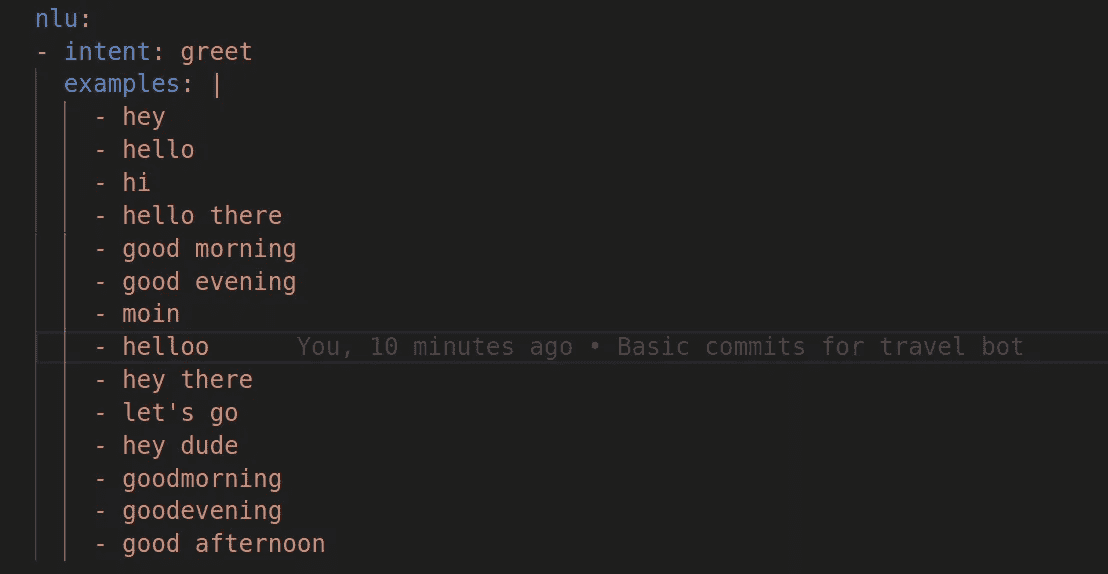 nlu:
- intent: greet
examples: |
- hey
- hello
- hi
- hello there
- good morning
- good evening
- moin
- helloo You, 10 minutes ago • Basic commits for travel bot
- hey there
- let's go
- hey dude
- goodmorning
- goodevening
- good afternoon